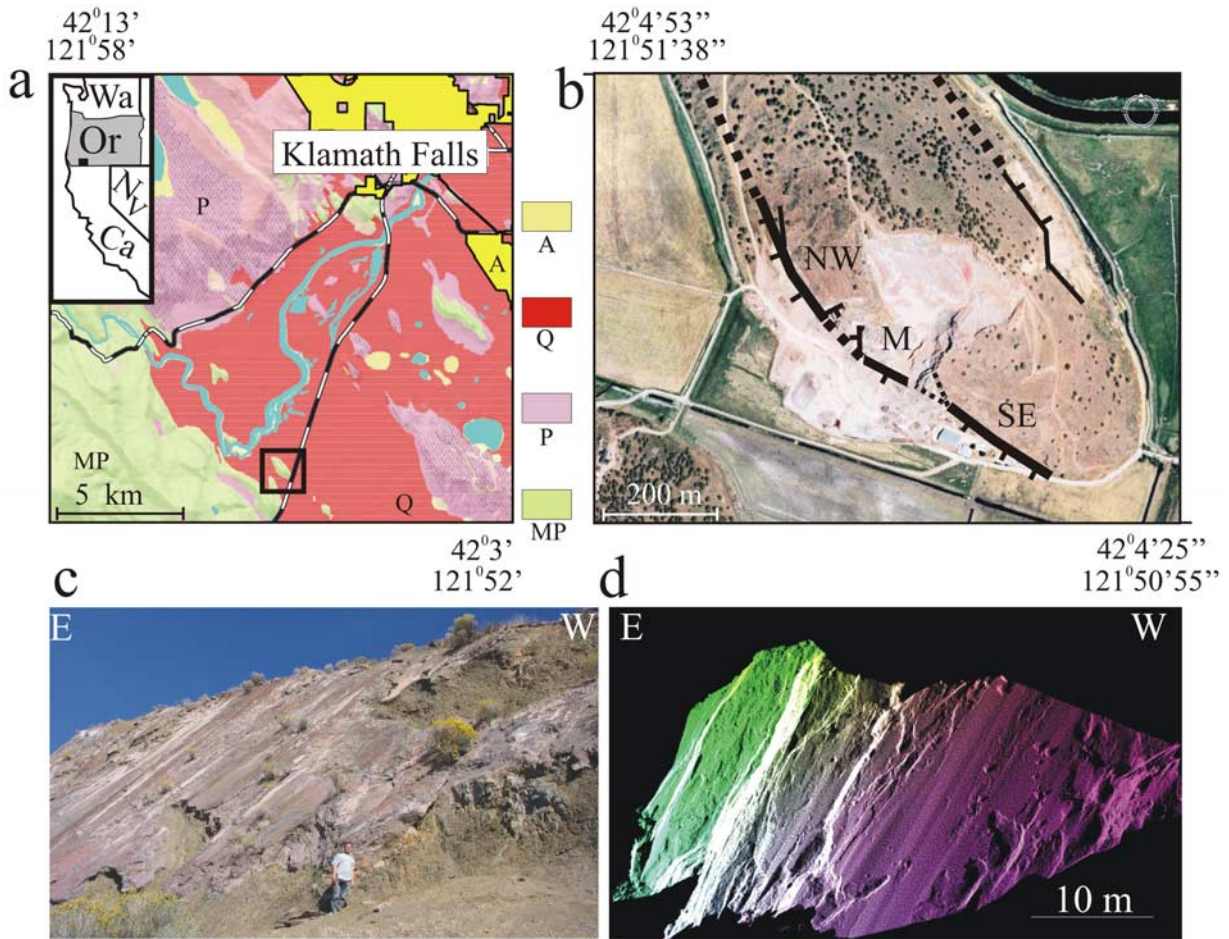 42⁰13’
121⁰58’
42⁰4’53”
121⁰51’38”
a
Wa
Or
Nv
Ca
Klamath Falls
P
A
MP
5 km
Q
A
Q
P
MP
b
NW
M
SE
200 m
42⁰3’
121⁰52’
42⁰4’25”
121⁰50’55”
c
E
W
d
E
W
10 m